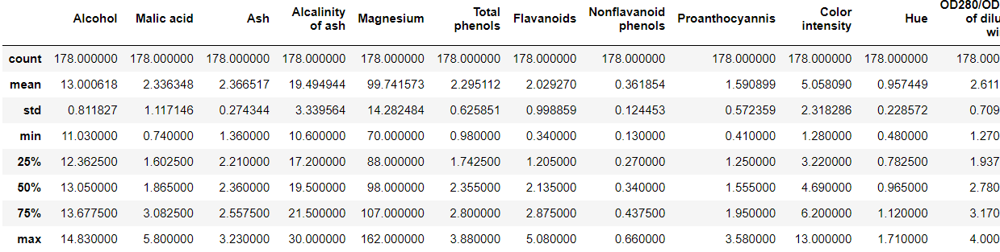 Alcohol Malic acid Ash Alcalinity of ash Magnesium Total phenols Flavanoids Nonflavanoid phenols Proanthocyannis Color intensity Hue OD280/OD of dilu wi
count 178.000000 178.000000 178.000000 178.000000 178.000000 178.000000 178.000000 178.000000 178.000000 178.000000 178.000000 178.000
mean 13.000618 2.336348 2.366517 19.494944 99.741573 2.295112 2.029270 0.361854 1.590899 5.058090 0.957449 2.611
std 0.811827 1.117146 0.274344 3.339564 14.282484 0.625851 0.998859 0.124453 0.572359 2.318286 0.228572 0.709
min 11.030000 0.740000 1.360000 10.600000 70.000000 0.980000 0.340000 0.130000 0.410000 1.280000 0.480000 1.270
25% 12.362500 1.602500 2.210000 17.200000 88.000000 1.742500 1.205000 0.270000 1.250000 3.220000 0.782500 1.937
50% 13.050000 1.865000 2.360000 19.500000 98.000000 2.355000 2.135000 0.340000 1.555000 4.690000 0.965000 2.780
75% 13.677500 3.082500 2.557500 21.500000 107.000000 2.800000 2.875000 0.437500 1.950000 6.200000 1.120000 3.170
max 14.830000 5.800000 3.230000 30.000000 162.000000 3.880000 5.080000 0.660000 3.580000 13.000000 1.710000 4.000